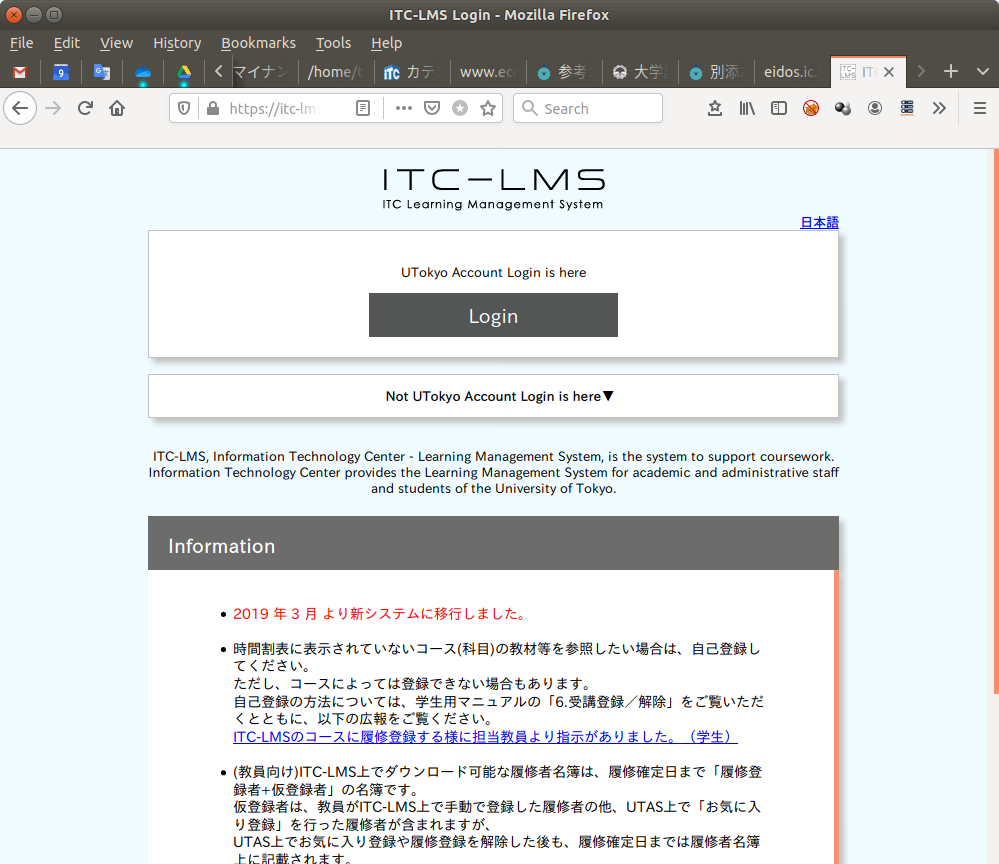 ITC-LMS Login - Mozilla Firefox
File Edit View History Bookmarks Tools Help
9 マイナン /home/ ITC カテ www.ec 参考 大学 別添 eidos.ic. ITC LMS
https://itc-lm Search
ITC-LMS
ITC Learning Management System
日本語
UTokyo Account Login is here
Login
Not UTokyo Account Login is here▼
ITC-LMS, Information Technology Center - Learning Management System, is the system to support coursework.
Information Technology Center provides the Learning Management System for academic and administrative staff
and students of the University of Tokyo.
Information
• 2019 年 3 月 より新システムに移行しました。
• 時間割表に表示されていないコース(科目)の教材等を参照したい場合は、自己登録し
てください。
ただし、コースによっては登録できない場合もあります。
自己登録の方法については、学生用マニュアルの「6.受講登録／解除」をご覧いただ
くとともに、以下の広報をご覧ください。
ITC-LMSのコースに履修登録する様に担当教員より指示がありました。（学生）
• (教員向け)ITC-LMS上でダウンロード可能な履修者名簿は、履修確定日まで「履修登
録者+仮登録者」の名簿です。
仮登録者は、教員がITC-LMS上で手動で登録した履修者の他、UTAS上で「お気に入
り登録」を行った履修者が含まれますが、
UTAS上でお気に入り登録や履修登録を解除した後も、履修確定日までは履修者名簿
上に記載されます。